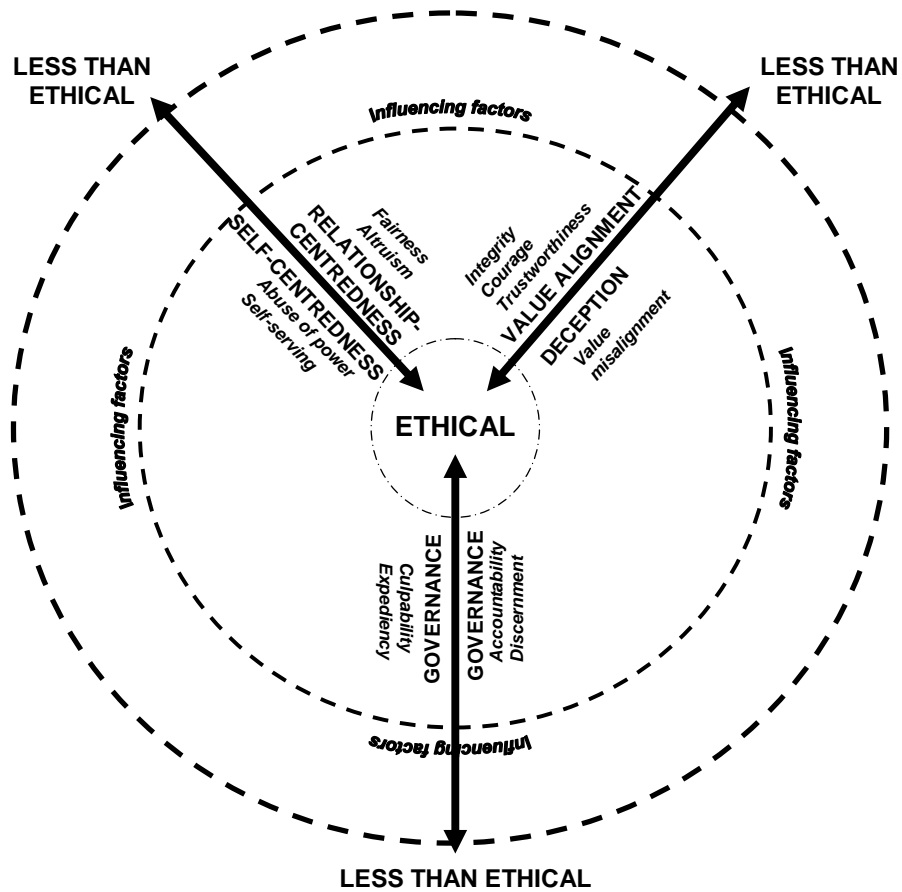 LESS THAN
ETHICAL
LESS THAN
ETHICAL
Influencing factors
Fairness
Altruism
RELATIONSHIP-
CENTREDNESS
SELF-CENTREDNESS
Abuse of power
Self-serving
Integrity
Courage
Trustworthiness
VALUE ALIGNMENT
DECEPTION
Value
misalignment
Influencing factors
Influencing factors
ETHICAL
Expediency
Culpability
GOVERNANCE
GOVERNANCE
Accountability
Discernment
Influencing factors
LESS THAN ETHICAL